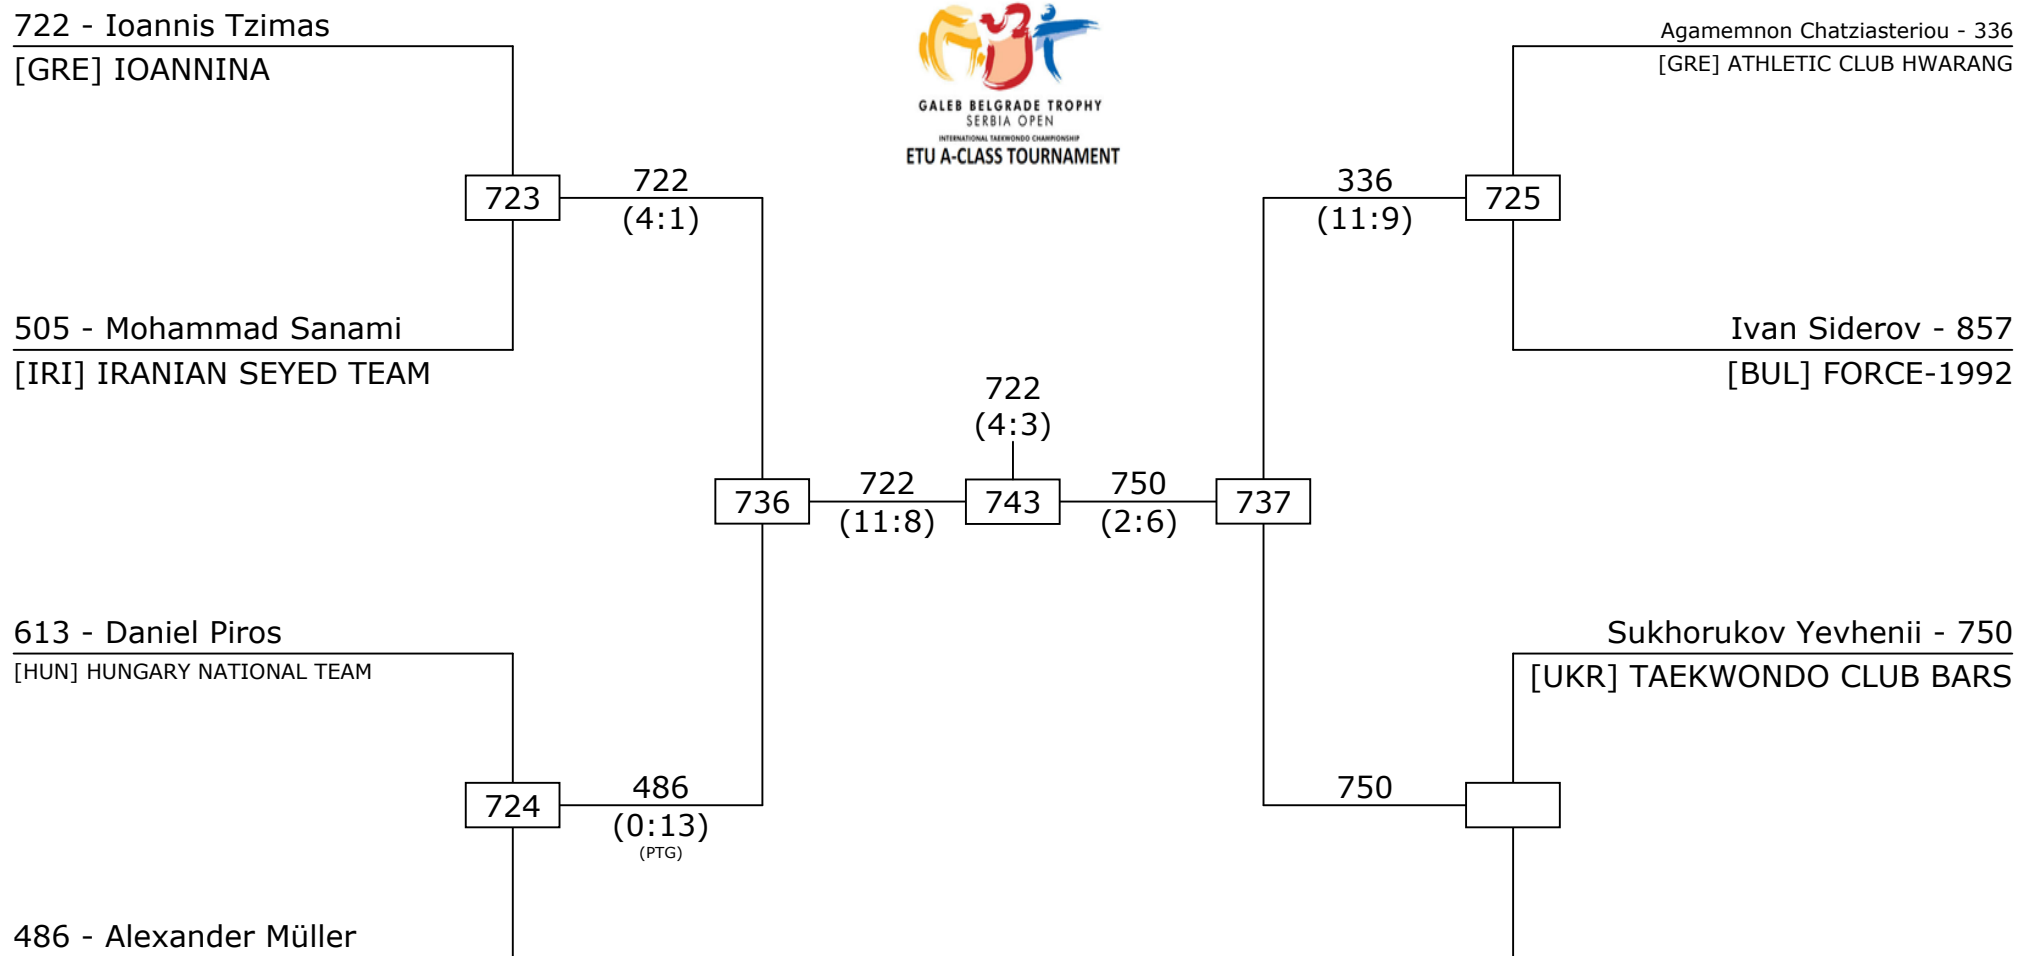 722 - Ioannis Tzimas
[GRE] IOANNINA
GALEB BELGRADE TROPHY
SERBIA OPEN
INTERNATIONAL TAEKWONDO CHAMPIONSHIP
ETU A-CLASS TOURNAMENT
Agamemnon Chatziasteriou - 336
[GRE] ATHLETIC CLUB HWARANG
723
722
(4:1)
336
(11:9)
725
505 - Mohammad Sanami
[IRI] IRANIAN SEYED TEAM
Ivan Siderov - 857
[BUL] FORCE-1992
722
(4:3)
736
722
(11:8)
743
750
(2:6)
737
613 - Daniel Piros
[HUN] HUNGARY NATIONAL TEAM
Sukhorukov Yevhenii - 750
[UKR] TAEKWONDO CLUB BARS
724
486
(0:13)
(PTG)
750
486 - Alexander Müller